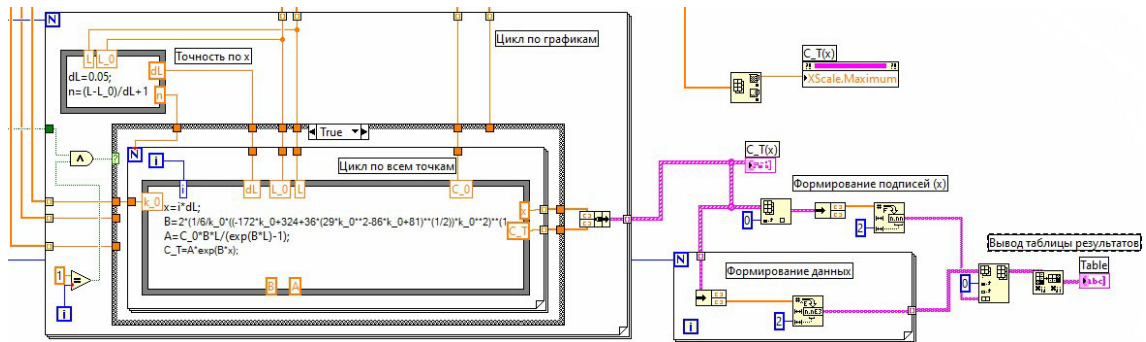 N
Цикл по графикам
L
L_0
Точность по x
dL=0.05;
n=(L-L_0)/dL+1
dL
n
True
N
i
Цикл по всем точкам
i
dL
L_0
L
C_0
k_0
x=i*dL;
B=2*(1/6/k_0*((-172*k_0+324+36*(29*k_0**2-86*k_0+81)**(1/2))*k_0**2)**(1
A=C_0*B*L/(exp(B*L)-1);
C_T=A*exp(B*x);
x
C_T
B
A
1
=
i
C_T(x)
XScale.Maximum
C_T(x)
Формирование подписей (x)
0
2
n.nn
Вывод таблицы результатов
Table
abc
0
N
Формирование данных
2
n.nE3
i